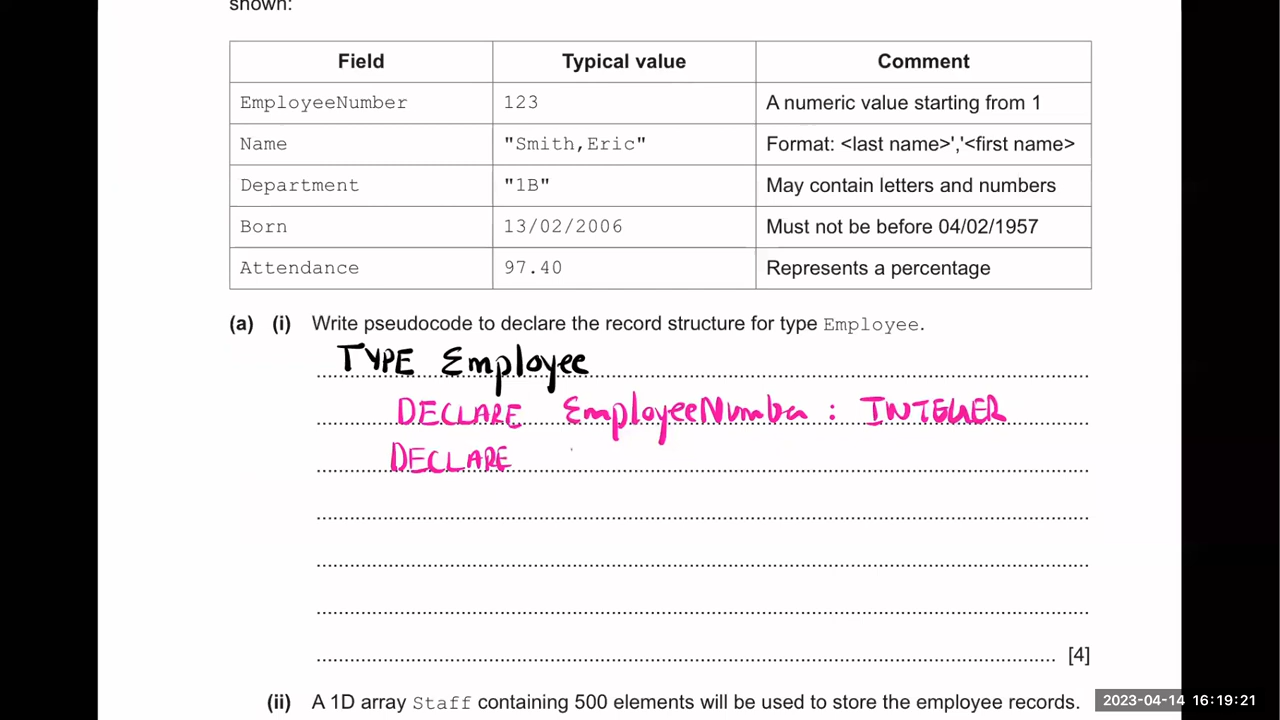 shown:
Field Typical value Comment
EmployeeNumber 123 A numeric value starting from 1
Name "Smith,Eric" Format: <last name>','<first name>
Department "1B" May contain letters and numbers
Born 13/02/2006 Must not be before 04/02/1957
Attendance 97.40 Represents a percentage
(a) (i) Write pseudocode to declare the record structure for type Employee.
TYPE Employee
DECLARE EmployeeNumber : INTEGER
DECLARE
[4]
(ii) A 1D array Staff containing 500 elements will be used to store the employee records.
2023-04-14 16:19:21